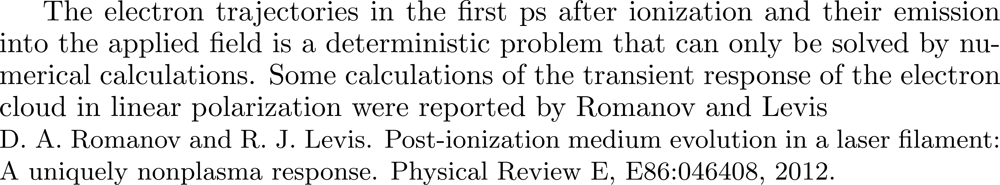 The electron trajectories in the first ps after ionization and their emission
into the applied field is a deterministic problem that can only be solved by nu-
merical calculations. Some calculations of the transient response of the electron
cloud in linear polarization were reported by Romanov and Levis
D. A. Romanov and R. J. Levis. Post-ionization medium evolution in a laser filament:
A uniquely nonplasma response. Physical Review E, E86:046408, 2012.